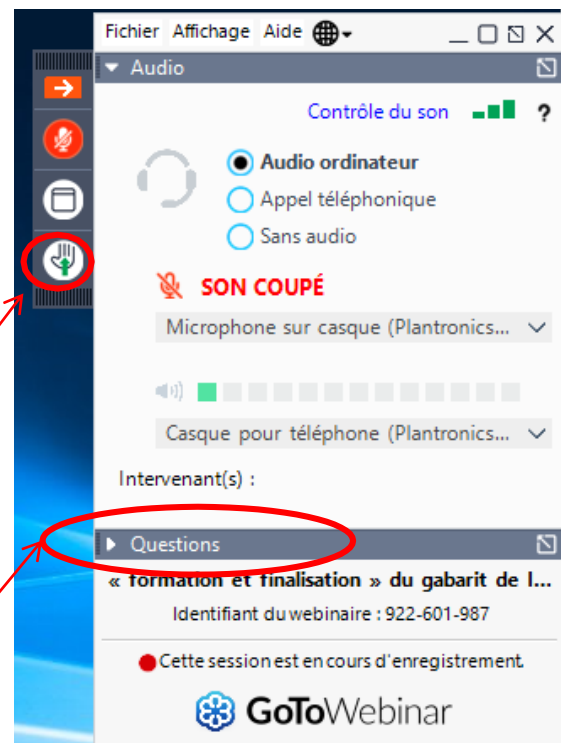 Fichier Affichage Aide
Audio
Contrôle du son ?
Audio ordinateur
Appel téléphonique
Sans audio
SON COUPÉ
Microphone sur casque (Plantronics...
Casque pour téléphone (Plantronics...
Intervenant(s) :
Questions
« formation et finalisation » du gabarit de l...
Identifiant du webinaire : 922-601-987
Cette session est en cours d'enregistrement.
GoToWebinar